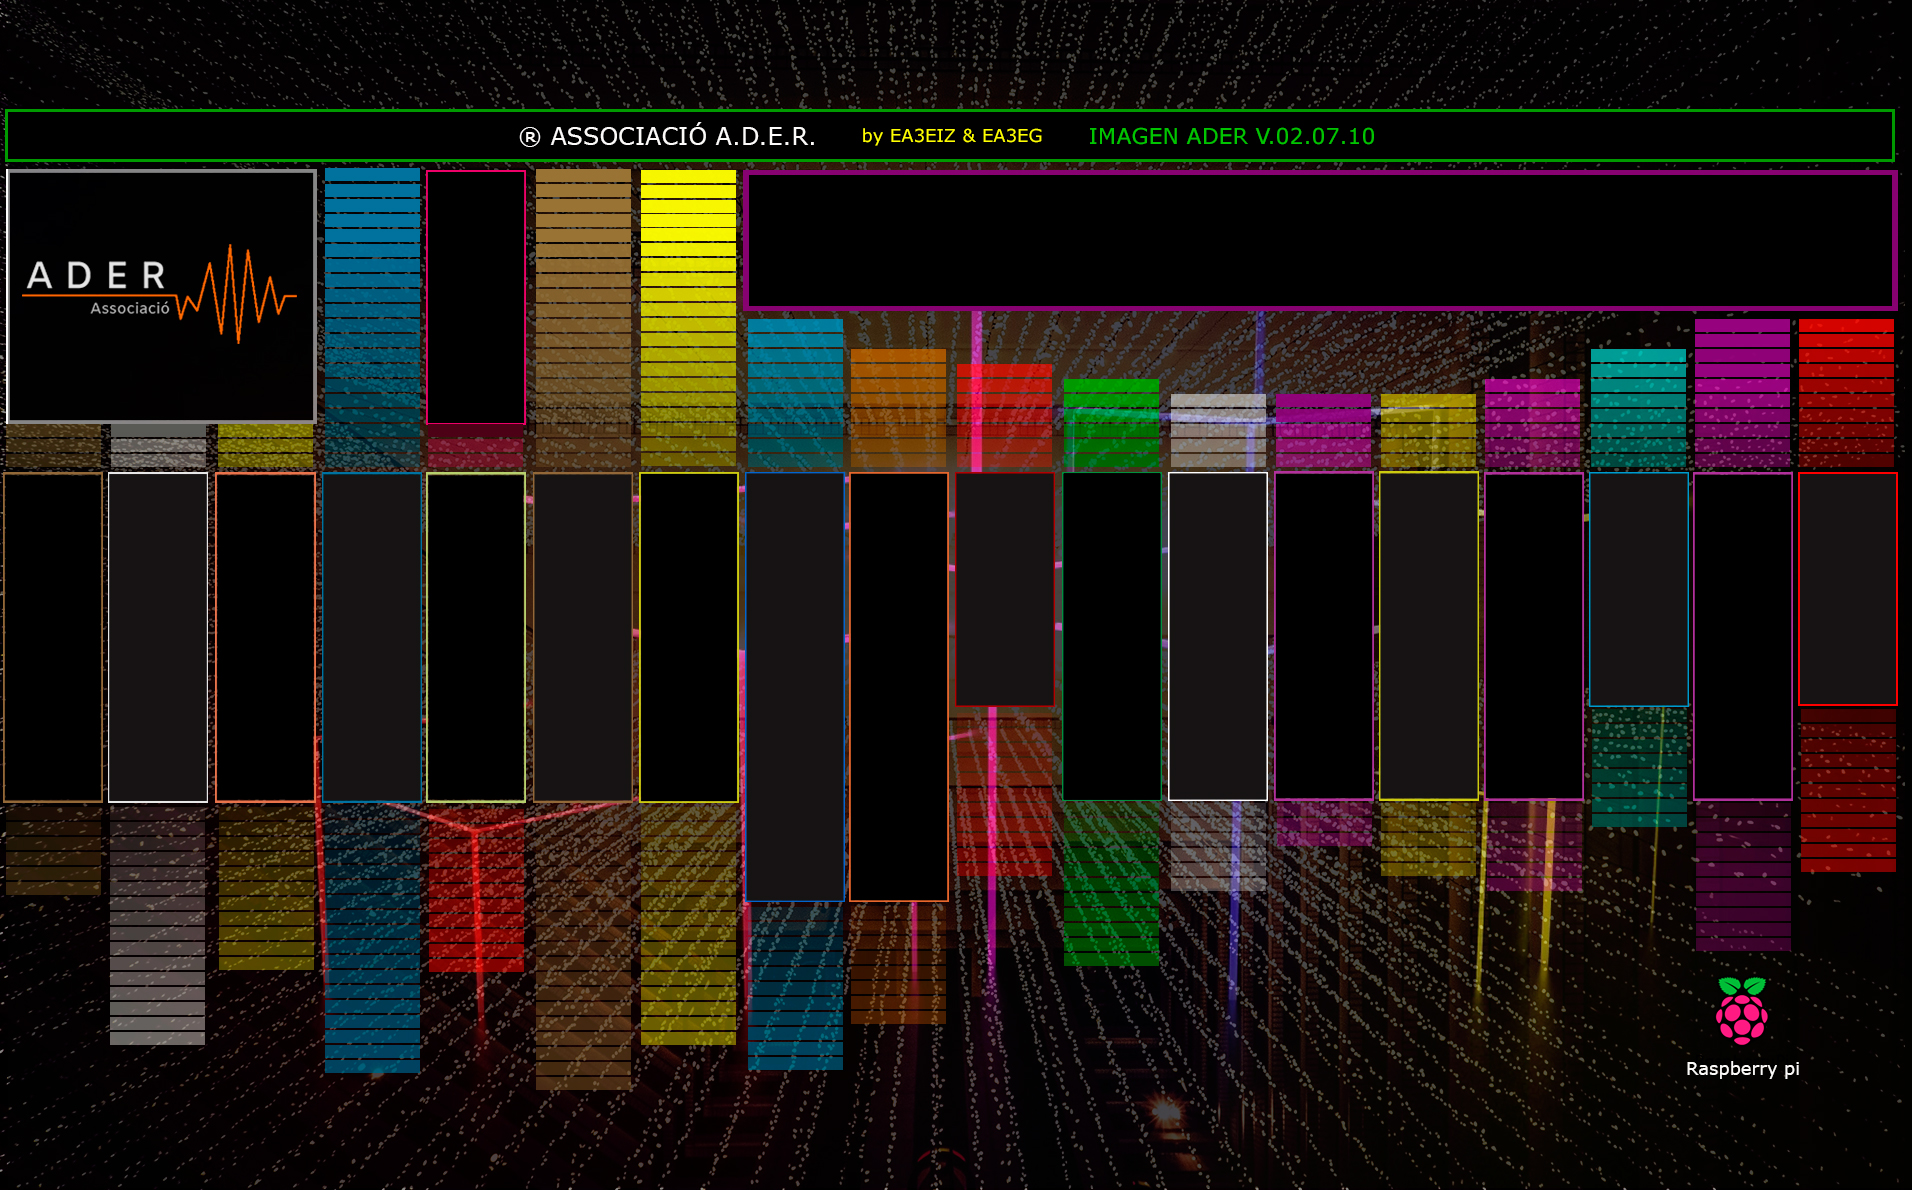 ® ASSOCIACIÓ A.D.E.R. by EA3EIZ & EA3EG IMAGEN ADER V.02.07.10
ADER
Associació
Raspberry pi